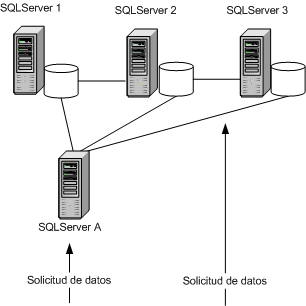 SQLServer 1
SQLServer 2
SQLServer 3
SQLServer A
Solicitud de datos
Solicitud de datos